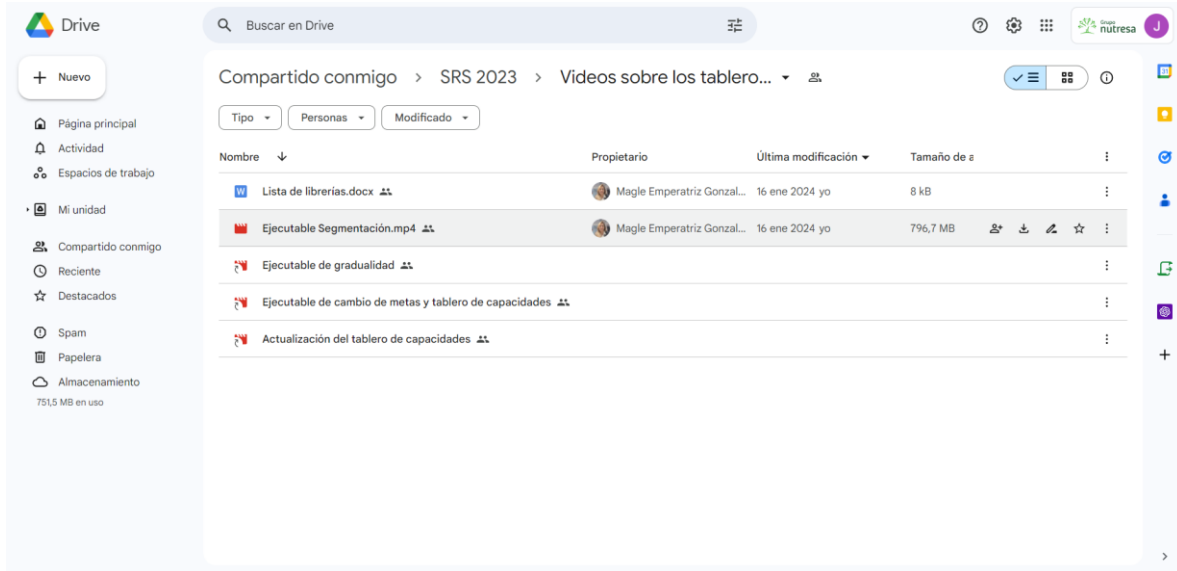 Drive
Buscar en Drive
Grupo
nutresa
J
Nuevo
Compartido conmigo > SRS 2023 > Videos sobre los tablero...
31
Tipo
Personas
Modificado
Página principal
Actividad
Espacios de trabajo
Mi unidad
Compartido conmigo
Reciente
Destacados
Spam
Papelera
Almacenamiento
751,5 MB en uso
Nombre Propietario Última modificación Tamaño de a
W Lista de librerías.docx Magle Emperatriz Gonzal... 16 ene 2024 yo 8 kB
Ejecutable Segmentación.mp4 Magle Emperatriz Gonzal... 16 ene 2024 yo 796,7 MB
Ejecutable de gradualidad
Ejecutable de cambio de metas y tablero de capacidades
Actualización del tablero de capacidades